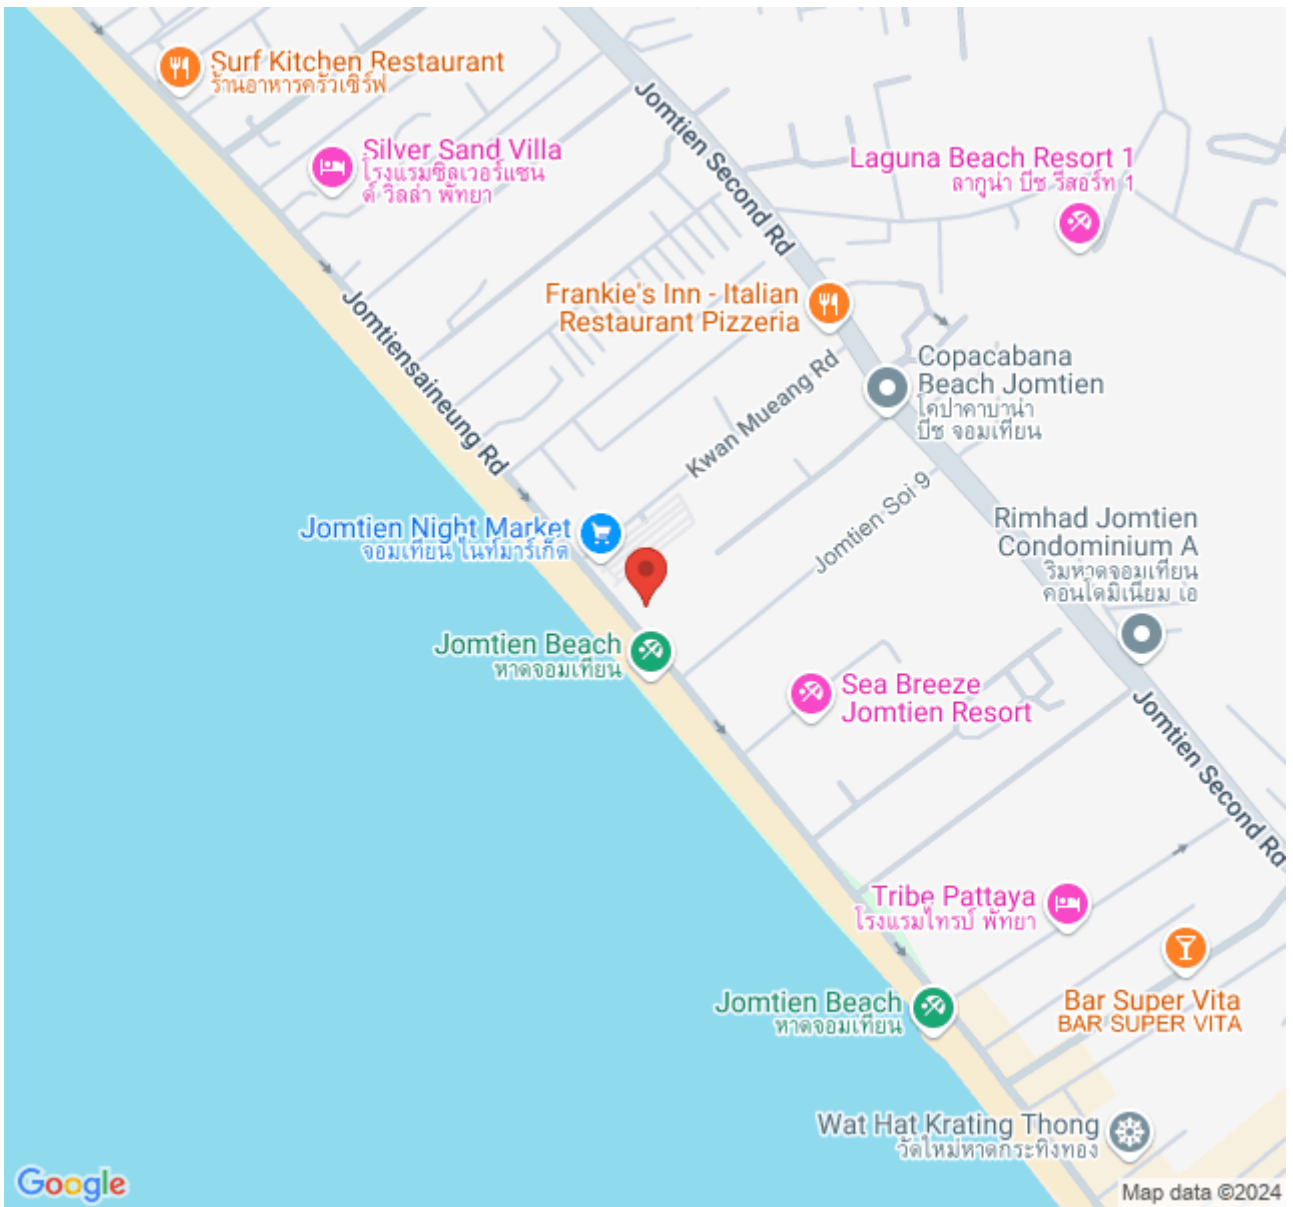 Surf Kitchen Restaurant
ร้านอาหารครัวเซิร์ฟ
Jomtien Second Rd
Silver Sand Villa
โรงแรมซิลเวอร์แซน
ด์ วิลล่า พัทยา
Laguna Beach Resort 1
ลากูน่า บีช รีสอร์ท 1
Frankie's Inn - Italian
Restaurant Pizzeria
Jomtiensaineung Rd
Copacabana
Beach Jomtien
โคปาคาบาน่า
บีช จอมเทียน
Kwan Mueang Rd
Jomtien Soi 9
Jomtien Night Market
จอมเทียน ไนท์มาร์เก็ต
Rimhad Jomtien
Condominium A
ริมหาดจอมเทียน
คอนโดมิเนียม เอ
Jomtien Beach
หาดจอมเทียน
Sea Breeze
Jomtien Resort
Jomtien Second Rd
Tribe Pattaya
โรงแรมไทรบ์ พัทยา
Jomtien Beach
หาดจอมเทียน
Bar Super Vita
BAR SUPER VITA
Wat Hat Krating Thong
วัดใหม่หาดกระทิงทอง
Google
Map data ©2024